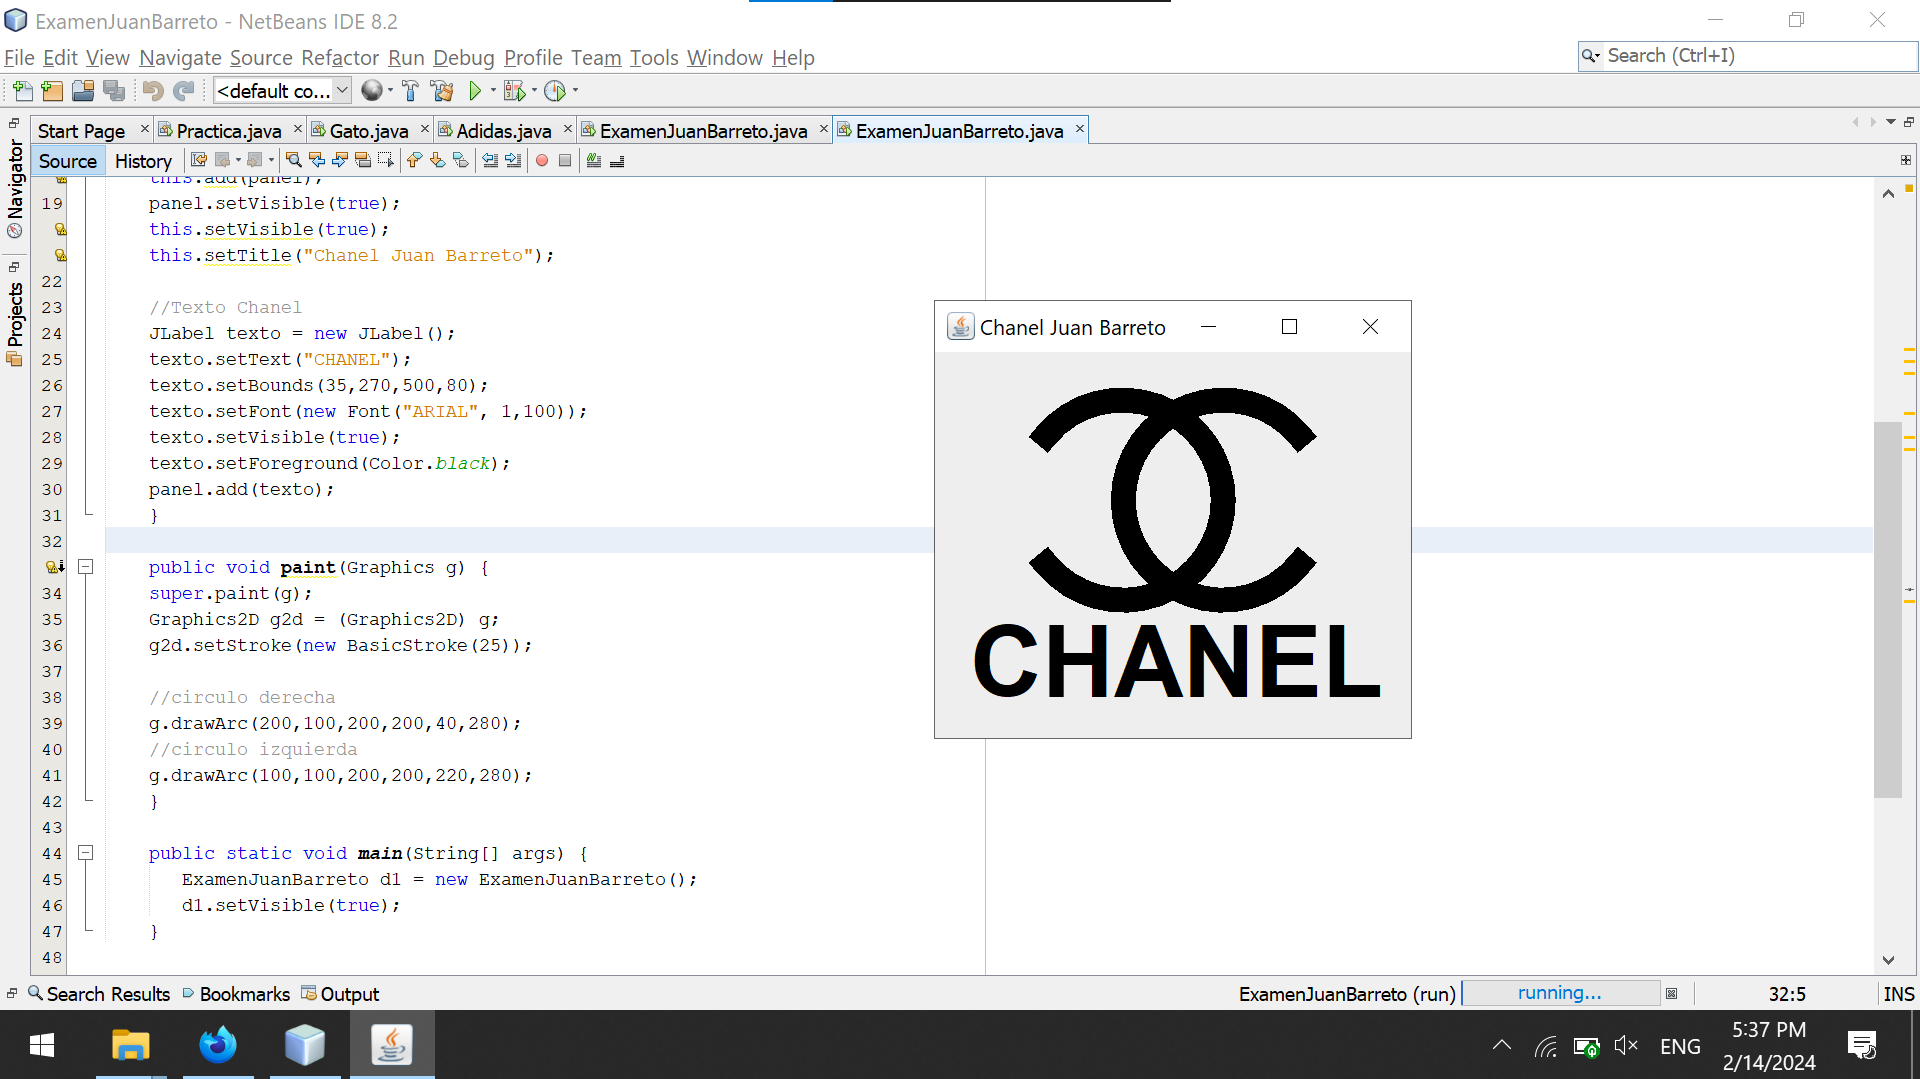 ExamenJuanBarreto - NetBeans IDE 8.2
File Edit View Navigate Source Refactor Run Debug Profile Team Tools Window Help
Search (Ctrl+I)
<default co...
Start Page Practica.java Gato.java Adidas.java ExamenJuanBarreto.java ExamenJuanBarreto.java
Source History
Navigator
Projects
this.add(panel);
19 panel.setVisible(true);
this.setVisible(true);
this.setTitle("Chanel Juan Barreto");
22
23 //Texto Chanel
24 JLabel texto = new JLabel();
25 texto.setText("CHANEL");
26 texto.setBounds(35,270,500,80);
27 texto.setFont(new Font("ARIAL", 1,100));
28 texto.setVisible(true);
29 texto.setForeground(Color.black);
30 panel.add(texto);
31 }
32
public void paint(Graphics g) {
34 super.paint(g);
35 Graphics2D g2d = (Graphics2D) g;
36 g2d.setStroke(new BasicStroke(25));
37
38 //circulo derecha
39 g.drawArc(200,100,200,200,40,280);
40 //circulo izquierda
41 g.drawArc(100,100,200,200,220,280);
42 }
43
44 public static void main(String[] args) {
45 ExamenJuanBarreto d1 = new ExamenJuanBarreto();
46 d1.setVisible(true);
47 }
48
Chanel Juan Barreto
CHANEL
Search Results Bookmarks Output
ExamenJuanBarreto (run) running... 32:5 INS
ENG
5:37 PM
2/14/2024